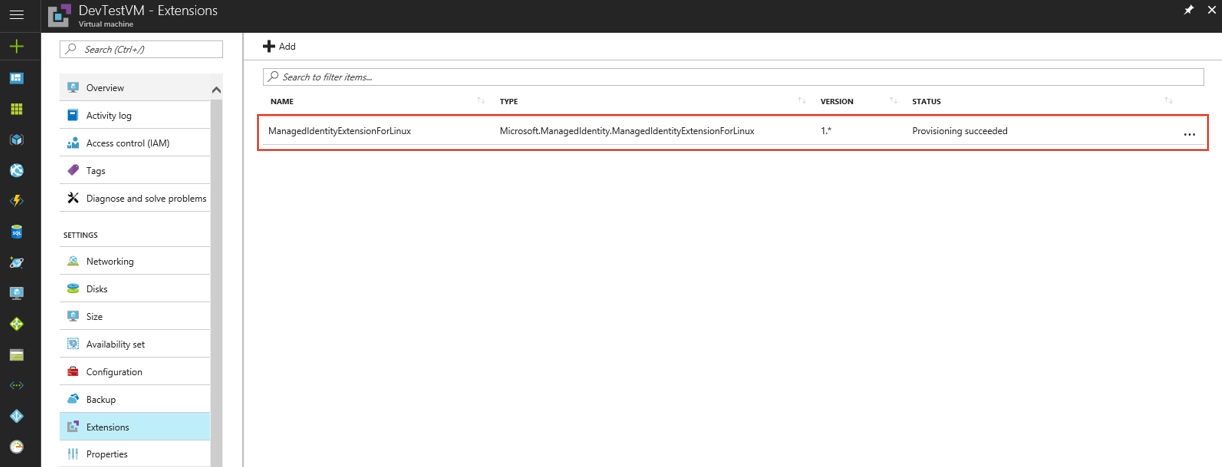 DevTestVM - Extensions
Virtual machine
Search (Ctrl+/)
Overview
Activity log
Access control (IAM)
Tags
Diagnose and solve problems
SETTINGS
Networking
Disks
Size
Availability set
Configuration
Backup
Extensions
Properties
Add
Search to filter items...
NAME TYPE VERSION STATUS
ManagedIdentityExtensionForLinux Microsoft.ManagedIdentity.ManagedIdentityExtensionForLinux 1.* Provisioning succeeded ...